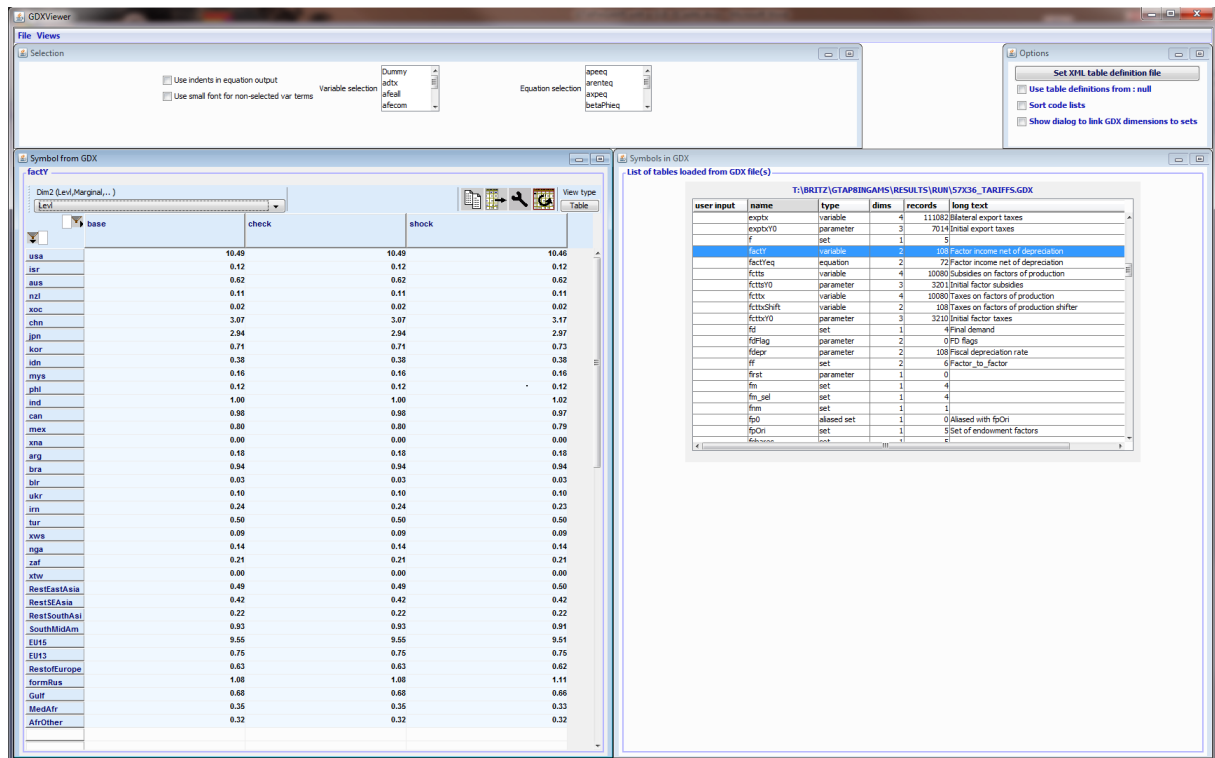 GDXViewer
File Views
Selection
Use indents in equation output
Use small font for non-selected var terms
Variable selection
Dummy
adtx
afeall
afecom
Equation selection
apeeq
arenteq
axpeq
betaPhieq
Options
Set XML table definition file
Use table definitions from : null
Sort code lists
Show dialog to link GDX dimensions to sets
Symbol from GDX
factY
Dim2 (Levl,Marginal,.. )
Levl
View type
Table
base check shock
usa 10.49 10.49 10.46
isr 0.12 0.12 0.12
aus 0.62 0.62 0.62
nzl 0.11 0.11 0.11
xoc 0.02 0.02 0.02
chn 3.07 3.07 3.17
jpn 2.94 2.94 2.97
kor 0.71 0.71 0.73
idn 0.38 0.38 0.38
mys 0.16 0.16 0.16
phl 0.12 0.12 0.12
ind 1.00 1.00 1.02
can 0.98 0.98 0.97
mex 0.80 0.80 0.79
xna 0.00 0.00 0.00
arg 0.18 0.18 0.18
bra 0.94 0.94 0.94
blr 0.03 0.03 0.03
ukr 0.10 0.10 0.10
irn 0.24 0.24 0.23
tur 0.50 0.50 0.50
xws 0.09 0.09 0.09
nga 0.14 0.14 0.14
zaf 0.21 0.21 0.21
xtw 0.00 0.00 0.00
RestEastAsia 0.49 0.49 0.50
RestSEAsia 0.42 0.42 0.42
RestSouthAsi 0.22 0.22 0.22
SouthMidAm 0.93 0.93 0.91
EU15 9.55 9.55 9.51
EU13 0.75 0.75 0.75
RestofEurope 0.63 0.63 0.62
formRus 1.08 1.08 1.11
Gulf 0.68 0.68 0.66
MedAfr 0.35 0.35 0.33
AfrOther 0.32 0.32 0.32
Symbols in GDX
List of tables loaded from GDX file(s)
T:\BRITZ\GTAP8INGAMS\RESULTS\RUN\57X36_TARIFFS.GDX
user input name type dims records long text
exptx variable 4 111082 Bilateral export taxes
exptxY0 parameter 3 7014 Initial export taxes
f set 1 5
factY variable 2 108 Factor income net of depreciation
factYeq equation 2 72 Factor income net of depreciation
fctts variable 4 10080 Subsidies on factors of production
fcttsY0 parameter 3 3201 Initial factor subsidies
fcttx variable 4 10080 Taxes on factors of production
fcttxShift variable 2 108 Taxes on factors of production shifter
fcttxY0 parameter 3 3210 Initial factor taxes
fd set 1 4 Final demand
fdFlag parameter 2 0 FD flags
fdepr parameter 2 108 Fiscal depreciation rate
ff set 2 6 Factor_to_factor
first parameter 1 0
fm set 1 4
fm_sel set 1 4
fnm set 1 1
fp0 aliased set 1 0 Aliased with fpOri
fpOri set 1 5 Set of endowment factors